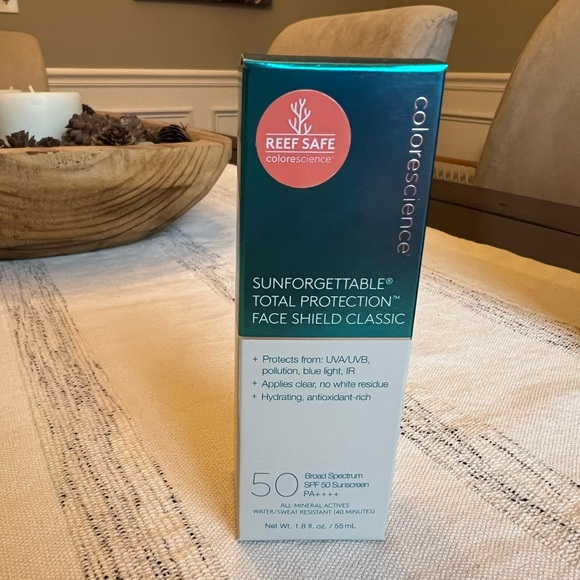 REEF SAFE
colorescience®
colorescience®
SUNFORGETTABLE®
TOTAL PROTECTION™
FACE SHIELD CLASSIC
+ Protects from: UVA/UVB,
pollution, blue light, IR
+ Applies clear, no white residue
+ Hydrating, antioxidant-rich
50
Broad Spectrum
SPF 50 Sunscreen
PA++++
ALL-MINERAL ACTIVES
WATER/SWEAT RESISTANT (40 MINUTES)
Net Wt. 1.8 fl. oz. / 55 mL